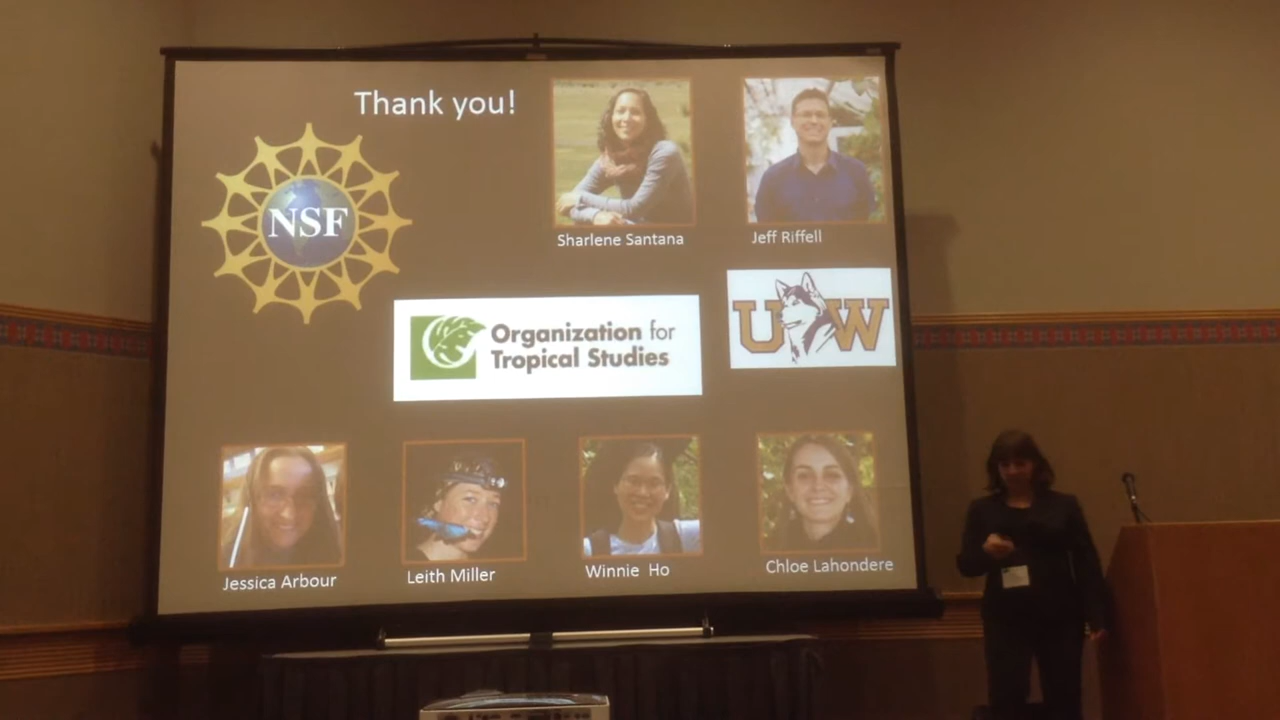 Thank you!
NSF
Sharlene Santana
Jeff Riffell
Organization for
Tropical Studies
U W
Jessica Arbour
Leith Miller
Winnie Ho
Chloe Lahondere